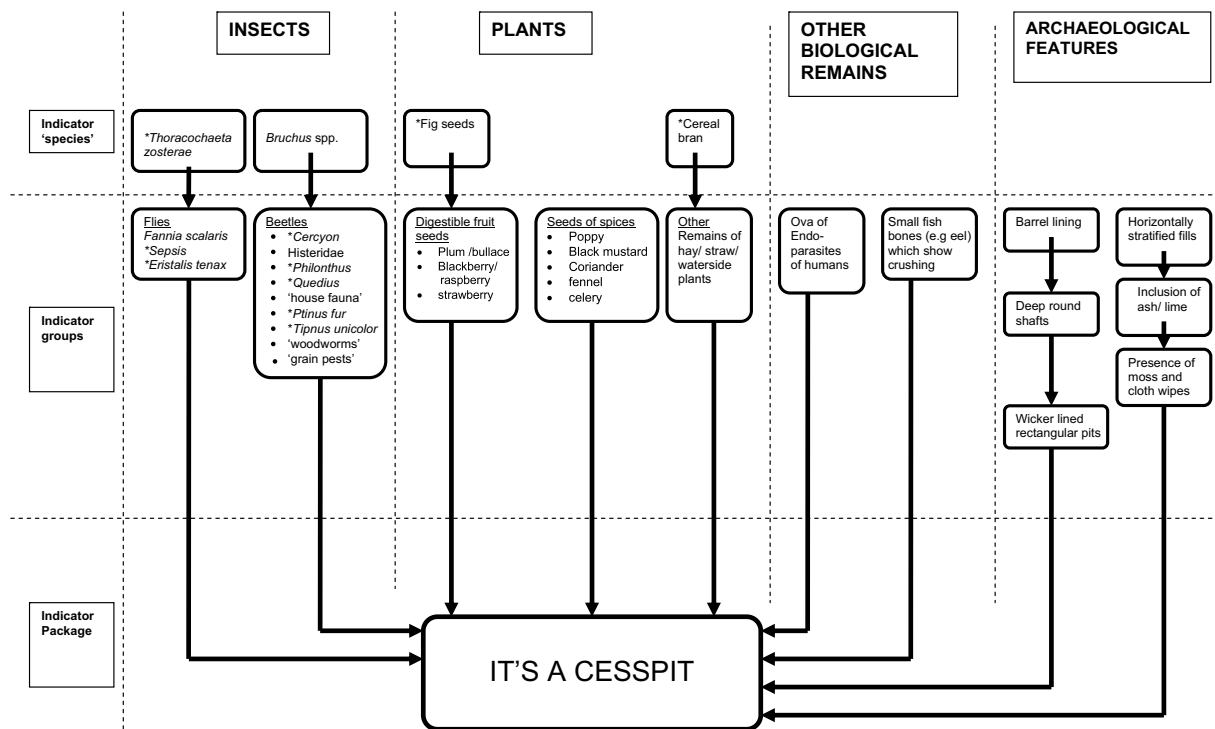 INSECTS
PLANTS
OTHER
BIOLOGICAL
REMAINS
ARCHAEOLOGICAL
FEATURES
Indicator
‘species’
*Thoracochaeta
zosterae
Bruchus spp.
*Fig seeds
*Cereal
bran
Indicator
groups
Flies
Fannia scalaris
*Sepsis
*Eristalis tenax
Beetles
• *Cercyon
• Histeridae
• *Philonthus
• *Quedius
• ‘house fauna’
• *Ptinus fur
• *Tipnus unicolor
• ‘woodworms’
• ‘grain pests’
Digestible fruit
seeds
• Plum /bullace
• Blackberry/
raspberry
• strawberry
Seeds of spices
• Poppy
• Black mustard
• Coriander
• fennel
• celery
Other
Remains of
hay/ straw/
waterside
plants
Ova of
Endo-
parasites
of humans
Small fish
bones (e.g eel)
which show
crushing
Barrel lining
Deep round
shafts
Wicker lined
rectangular pits
Horizontally
stratified fills
Inclusion of
ash/ lime
Presence of
moss and
cloth wipes
Indicator
Package
IT’S A CESSPIT